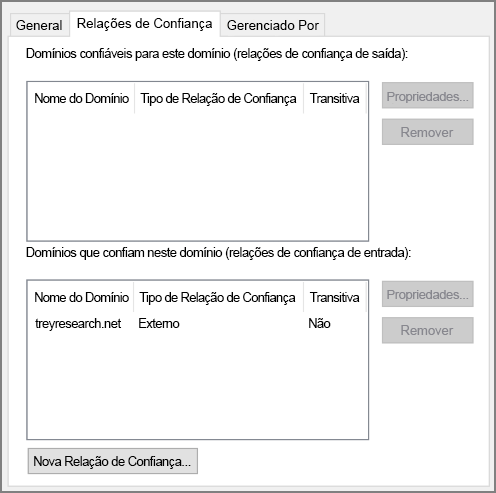 General
Relações de Confiança
Gerenciado Por
Domínios confiáveis para este domínio (relações de confiança de saída):
Nome do Domínio Tipo de Relação de Confiança Transitiva
Propriedades...
Remover
Domínios que confiam neste domínio (relações de confiança de entrada):
Nome do Domínio Tipo de Relação de Confiança Transitiva
treyresearch.net Externo Não
Propriedades...
Remover
Nova Relação de Confiança...